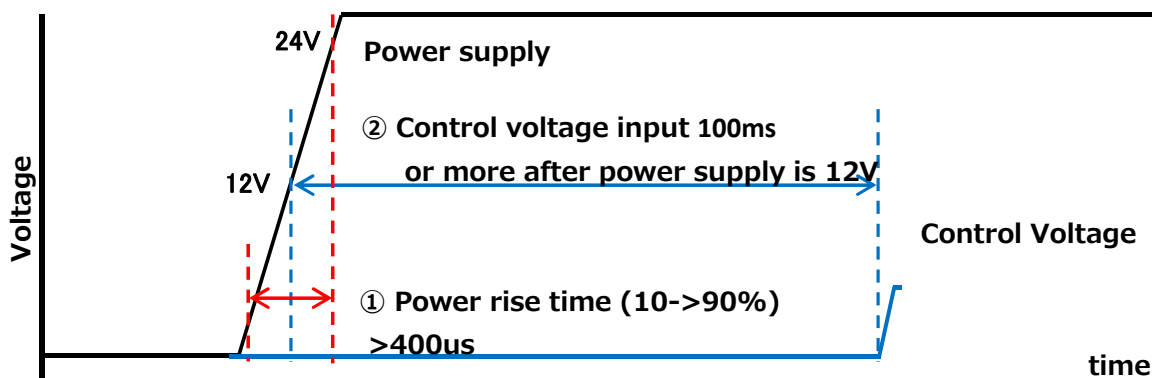 24V
Power supply
② Control voltage input 100ms
or more after power supply is 12V
12V
Voltage
Control Voltage
① Power rise time (10->90%)
>400us
time